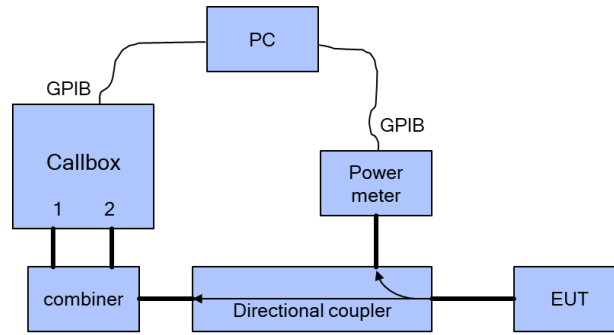 PC
GPIB
GPIB
Callbox
1 2
Power
meter
combiner
Directional coupler
EUT